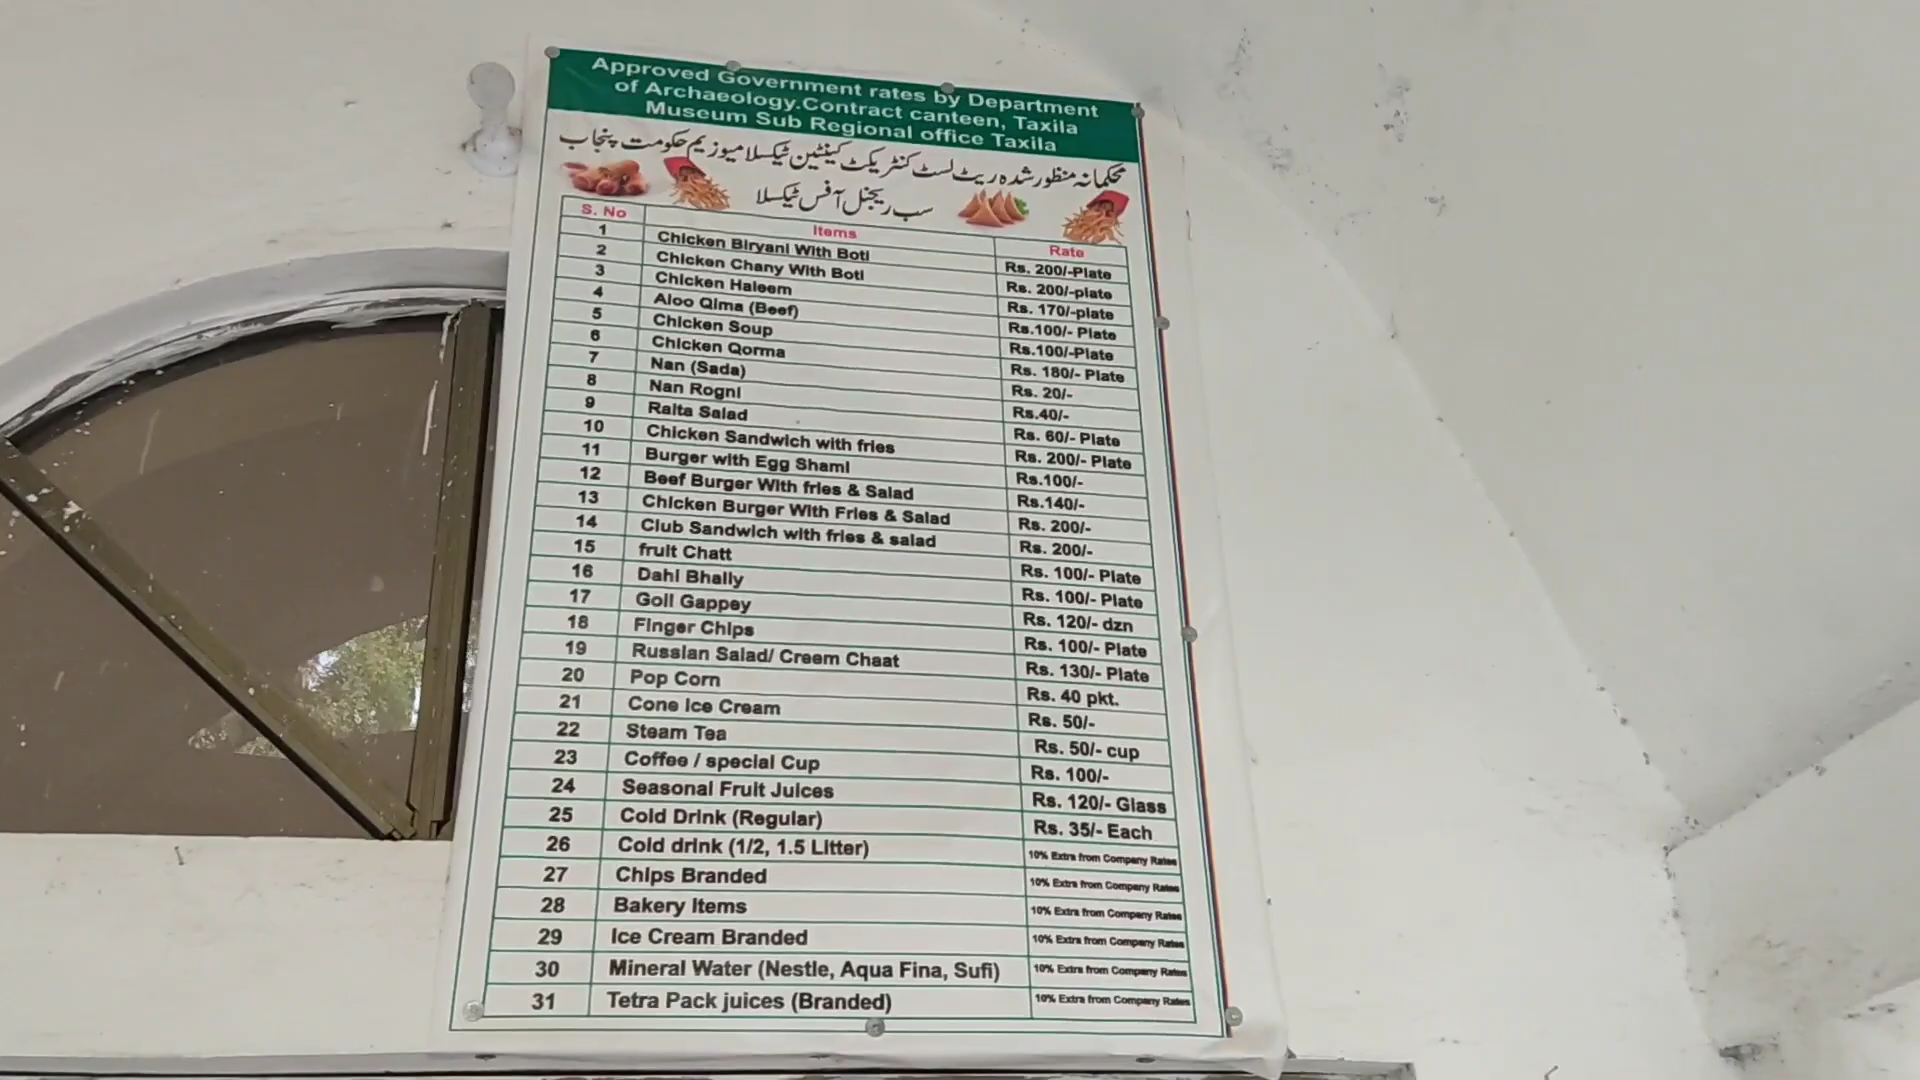 Approved Government rates by Department
of Archaeology.Contract canteen, Taxila
Museum Sub Regional office Taxila
محکمانہ منظور شدہ ریٹ لسٹ کنٹریکٹ کینٹین ٹیکسلا میوزیم حکومت پنجاب
سب ریجنل آفس ٹیکسلا
S. No Items Rate
1 Chicken Biryani With Boti Rs. 200/-Plate
2 Chicken Chany With Boti Rs. 200/-plate
3 Chicken Haleem Rs. 170/-plate
4 Aloo Qima (Beef) Rs.100/- Plate
5 Chicken Soup Rs.100/-Plate
6 Chicken Qorma Rs. 180/- Plate
7 Nan (Sada) Rs. 20/-
8 Nan Rogni Rs.40/-
9 Raita Salad Rs. 60/- Plate
10 Chicken Sandwich with fries Rs. 200/- Plate
11 Burger with Egg Shami Rs.100/-
12 Beef Burger With fries & Salad Rs.140/-
13 Chicken Burger With Fries & Salad Rs. 200/-
14 Club Sandwich with fries & salad Rs. 200/-
15 fruit Chatt Rs. 100/- Plate
16 Dahi Bhally Rs. 100/- Plate
17 Goll Gappey Rs. 120/- dzn
18 Finger Chips Rs. 100/- Plate
19 Russian Salad/ Creem Chaat Rs. 130/- Plate
20 Pop Corn Rs. 40 pkt.
21 Cone Ice Cream Rs. 50/-
22 Steam Tea Rs. 50/- cup
23 Coffee / special Cup Rs. 100/-
24 Seasonal Fruit Juices Rs. 120/- Glass
25 Cold Drink (Regular) Rs. 35/- Each
26 Cold drink (1/2, 1.5 Litter) 10% Extra from Company Rates
27 Chips Branded 10% Extra from Company Rates
28 Bakery Items 10% Extra from Company Rates
29 Ice Cream Branded 10% Extra from Company Rates
30 Mineral Water (Nestle, Aqua Fina, Sufi) 10% Extra from Company Rates
31 Tetra Pack juices (Branded) 10% Extra from Company Rates